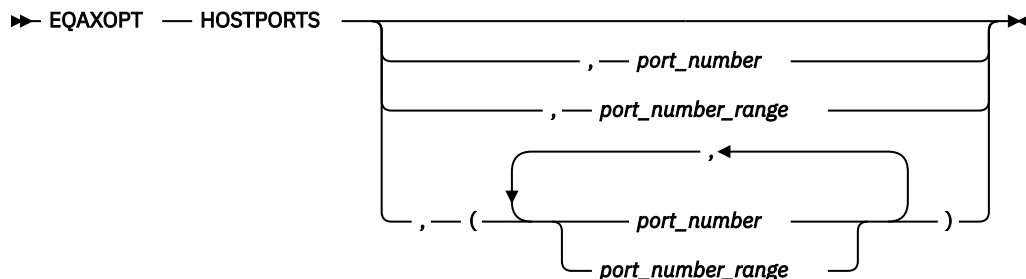 EQAXOPT HOSTPORTS
, port_number
, port_number_range
,
, ( port_number )
port_number_range